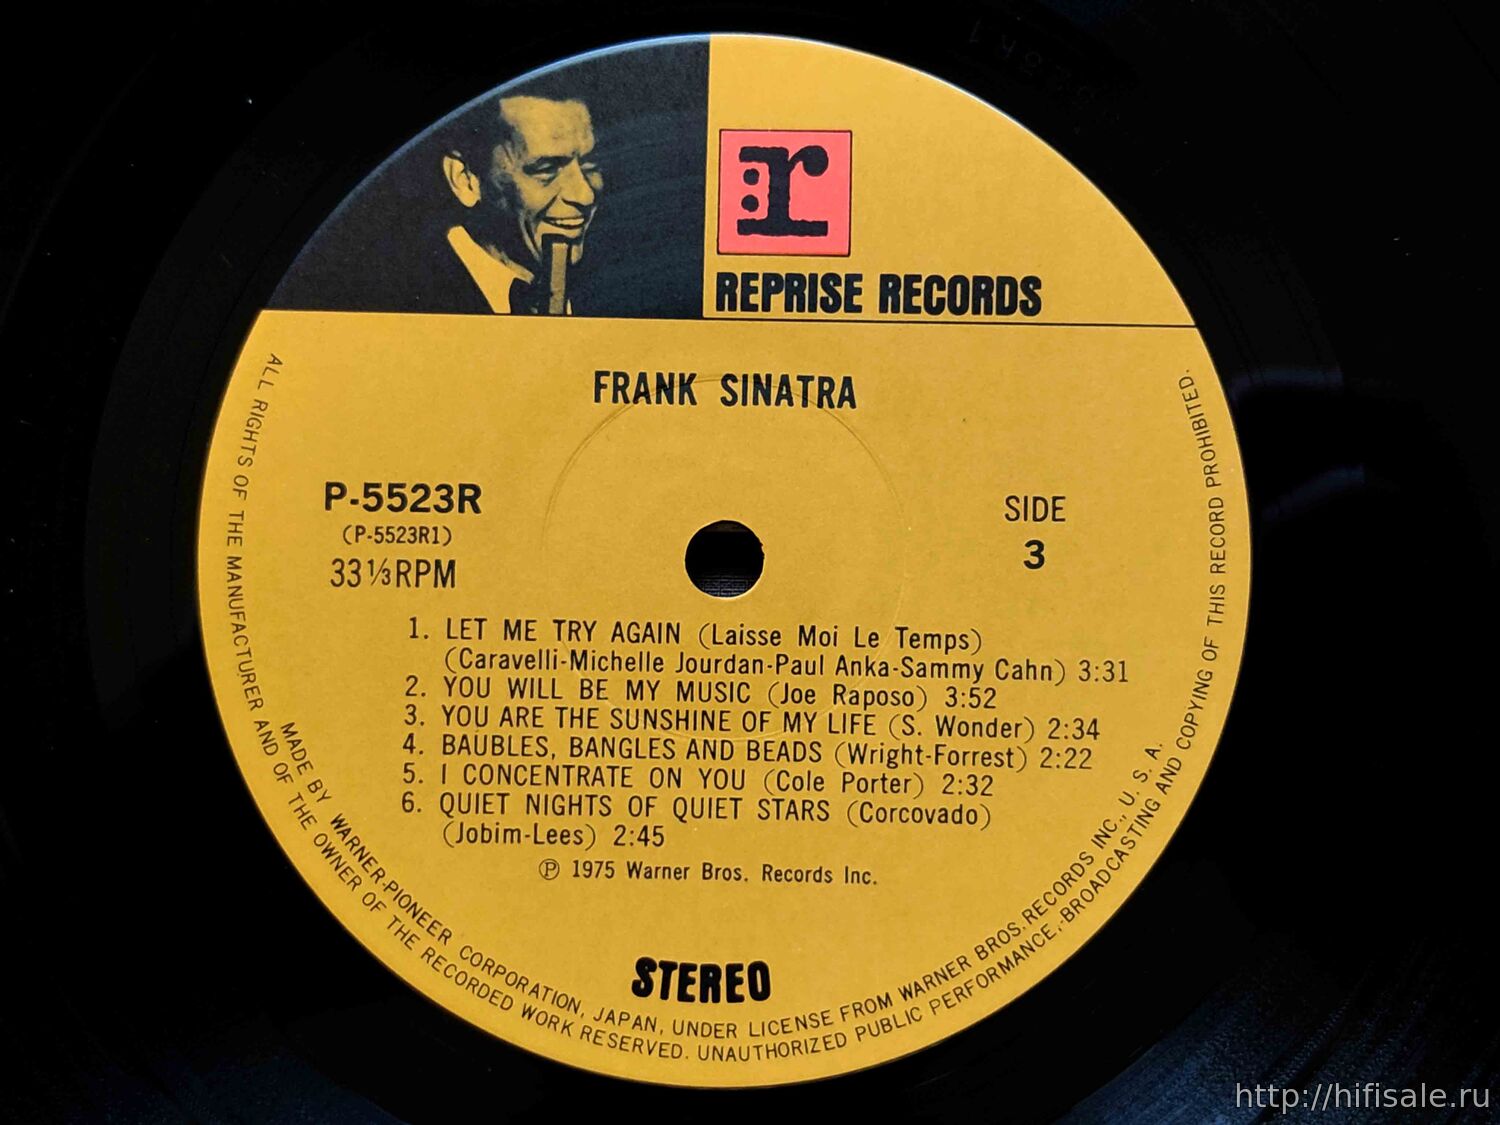 r:
REPRISE RECORDS
FRANK SINATRA
P-5523R
(P-5523R1)
33⅓RPM
SIDE
3
1. LET ME TRY AGAIN (Laisse Moi Le Temps)
(Caravelli-Michelle Jourdan-Paul Anka-Sammy Cahn) 3:31
2. YOU WILL BE MY MUSIC (Joe Raposo) 3:52
3. YOU ARE THE SUNSHINE OF MY LIFE (S. Wonder) 2:34
4. BAUBLES, BANGLES AND BEADS (Wright-Forrest) 2:22
5. I CONCENTRATE ON YOU (Cole Porter) 2:32
6. QUIET NIGHTS OF QUIET STARS (Corcovado)
(Jobim-Lees) 2:45
℗ 1975 Warner Bros. Records Inc.
STEREO
MADE BY WARNER-PIONEER CORPORATION, JAPAN, UNDER LICENSE FROM WARNER BROS. RECORDS INC., U. S. A.
ALL RIGHTS OF THE MANUFACTURER AND OF THE OWNER OF THE RECORDED WORK RESERVED. UNAUTHORIZED PUBLIC PERFORMANCE, BROADCASTING AND COPYING OF THIS RECORD PROHIBITED.
http://hifisale.ru